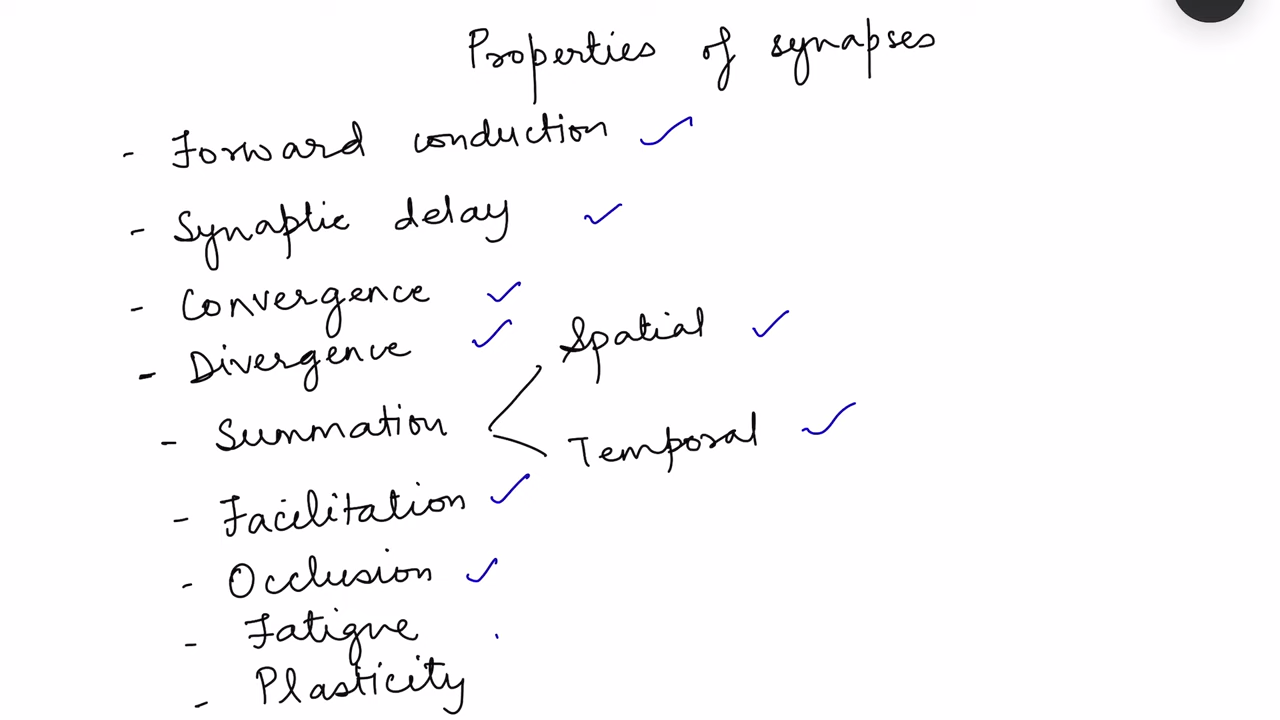 Properties of synapses
- Forward conduction ✓
- Synaptic delay ✓
- Convergence ✓
- Divergence ✓
Spatial ✓
- Summation
Temporal ✓
- Facilitation ✓
- Occlusion ✓
- Fatigue
- Plasticity